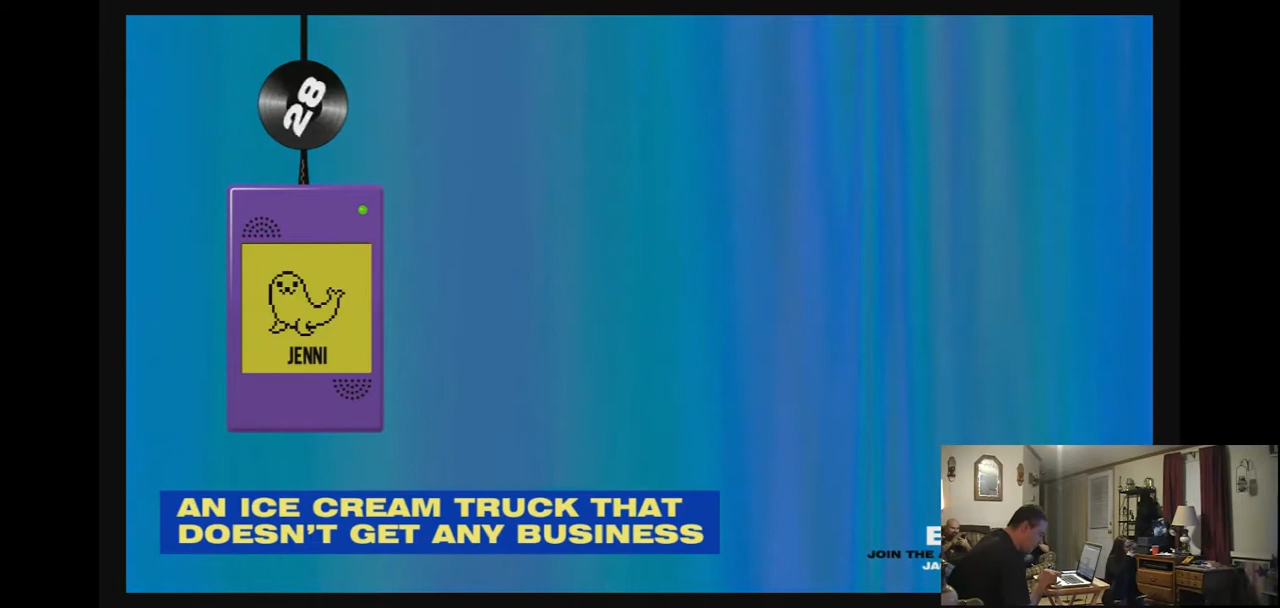 28
JENNI
AN ICE CREAM TRUCK THAT
DOESN'T GET ANY BUSINESS
JOIN THE